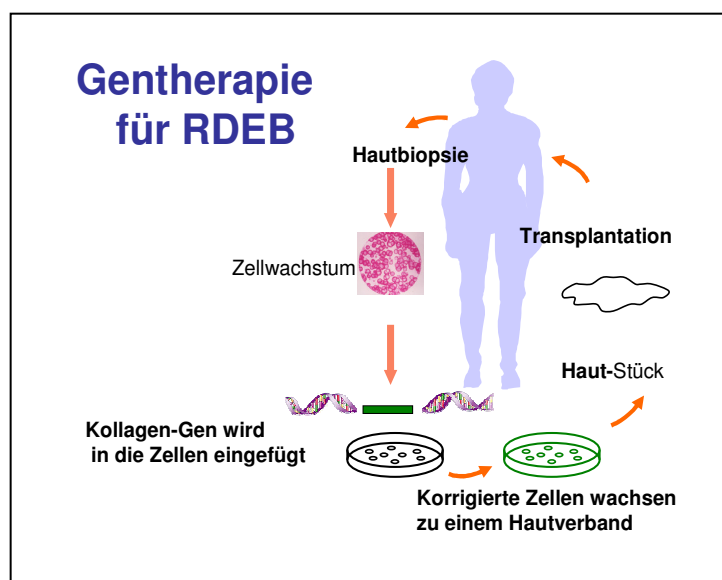 Gentherapie
für RDEB
Hautbiopsie
Zellwachstum
Kollagen-Gen wird
in die Zellen eingefügt
Korrigierte Zellen wachsen
zu einem Hautverband
Haut-Stück
Transplantation